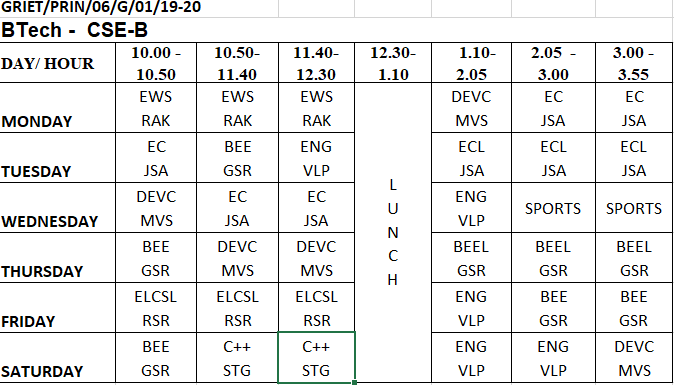 GRIET/PRIN/06/G/01/19-20
BTech - CSE-B
DAY/ HOUR 10.00 - 10.50 10.50- 11.40 11.40- 12.30 12.30- 1.10 1.10- 2.05 2.05 - 3.00 3.00 - 3.55
EWS EWS EWS DEVC EC EC
MONDAY RAK RAK RAK MVS JSA JSA
EC BEE ENG ECL ECL ECL
TUESDAY JSA GSR VLP JSA JSA JSA
LUNCH
DEVC EC EC ENG SPORTS SPORTS
WEDNESDAY MVS JSA JSA VLP
BEE DEVC DEVC BEEL BEEL BEEL
THURSDAY GSR MVS MVS GSR GSR GSR
ELCSL ELCSL ELCSL ENG BEE BEE
FRIDAY RSR RSR RSR VLP GSR GSR
BEE C++ C++ ENG ENG DEVC
SATURDAY GSR STG STG VLP VLP MVS